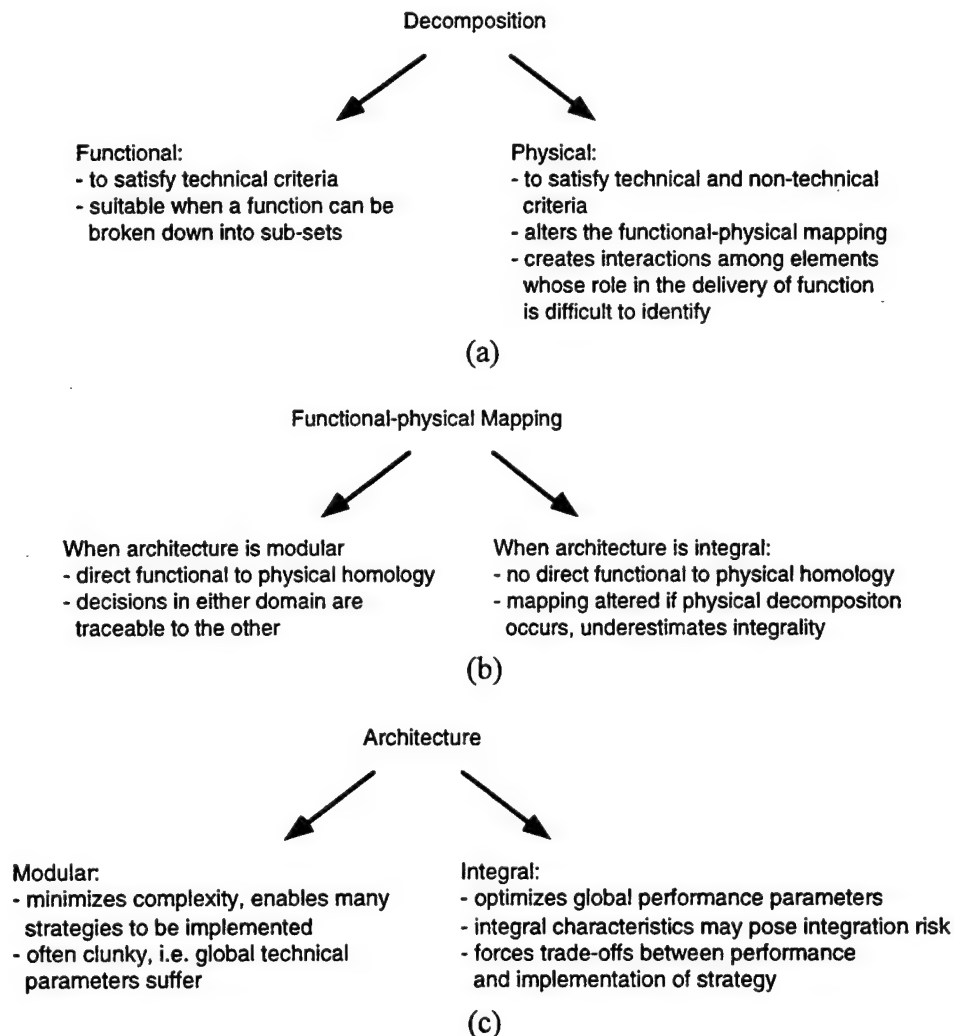 Decomposition
Functional:
- to satisfy technical criteria
- suitable when a function can be
broken down into sub-sets
Physical:
- to satisfy technical and non-technical
criteria
- alters the functional-physical mapping
- creates interactions among elements
whose role in the delivery of function
is difficult to identify
(a)
Functional-physical Mapping
When architecture is modular
- direct functional to physical homology
- decisions in either domain are
traceable to the other
When architecture is integral:
- no direct functional to physical homology
- mapping altered if physical decompositon
occurs, underestimates integrality
(b)
Architecture
Modular:
- minimizes complexity, enables many
strategies to be implemented
- often clunky, i.e. global technical
parameters suffer
Integral:
- optimizes global performance parameters
- integral characteristics may pose integration risk
- forces trade-offs between performance
and implementation of strategy
(c)